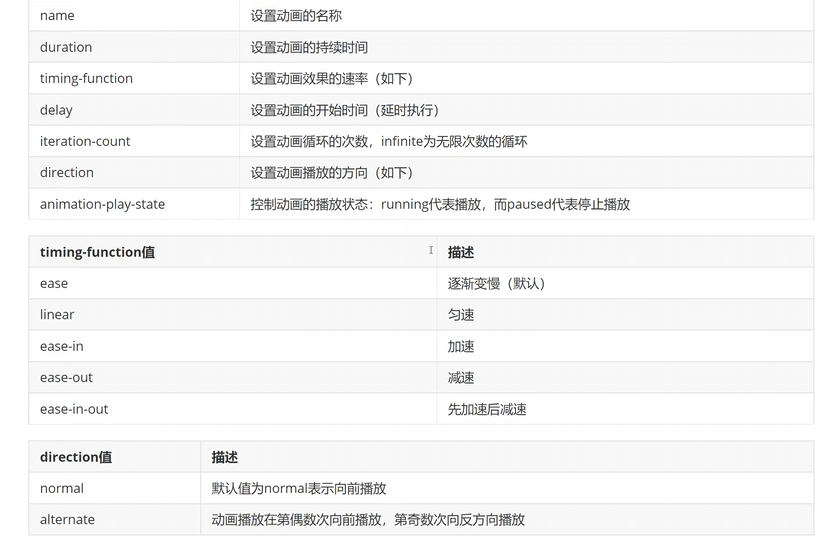 name 设置动画的名称
duration 设置动画的持续时间
timing-function 设置动画效果的速率（如下）
delay 设置动画的开始时间（延时执行）
iteration-count 设置动画循环的次数，infinite为无限次数的循环
direction 设置动画播放的方向（如下）
animation-play-state 控制动画的播放状态：running代表播放，而paused代表停止播放
timing-function值 描述
ease 逐渐变慢（默认）
linear 匀速
ease-in 加速
ease-out 减速
ease-in-out 先加速后减速
direction值 描述
normal 默认值为normal表示向前播放
alternate 动画播放在第偶数次向前播放，第奇数次向反方向播放